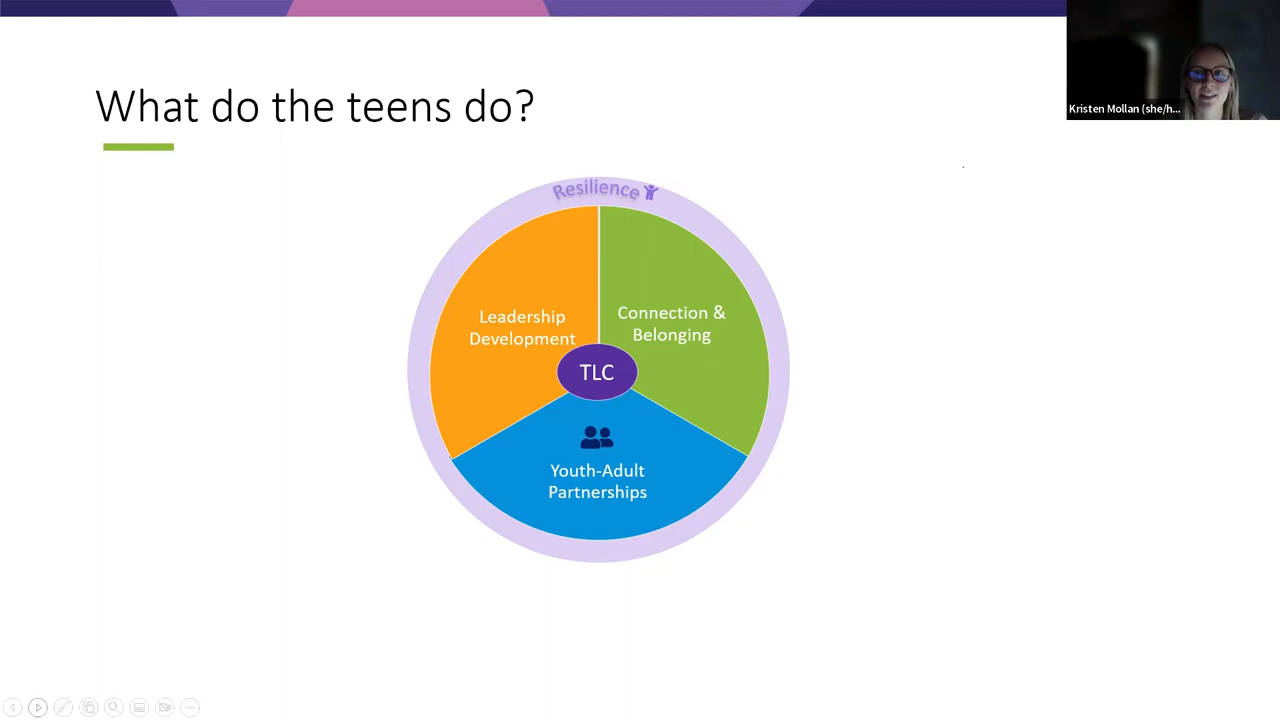 Kristen Mollan (she/h...
What do the teens do?
Resilience
Leadership
Development
Connection &
Belonging
TLC
Youth-Adult
Partnerships